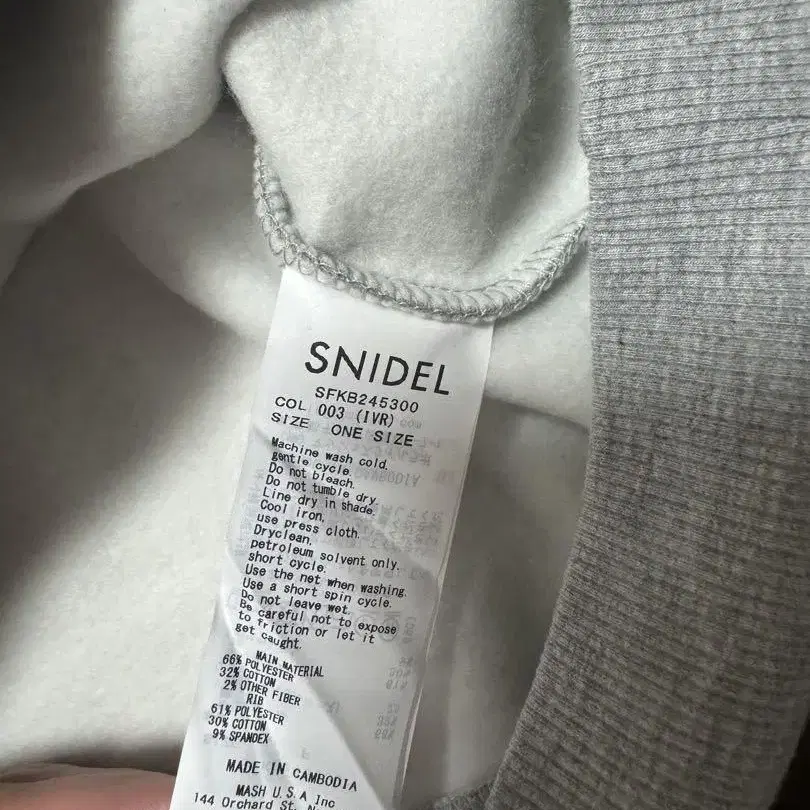 SNIDEL
SFKB245300
COL 003 (IVR)
SIZE ONE SIZE
Machine wash cold.
gentle cycle.
Do not bleach.
Do not tumble dry.
Line dry in shade.
Cool iron,
use press cloth.
Dryclean,
petroleum solvent only.
short cycle.
Use the net when washing.
Use a short spin cycle.
Do not leave wet.
Be careful not to expose
to friction or let it
get caught.
MAIN MATERIAL
66% POLYESTER
32% COTTON
2% OTHER FIBER
RIB
61% POLYESTER
30% COTTON
9% SPANDEX
MADE IN CAMBODIA
MASH U.S.A Inc
144 Orchard St.